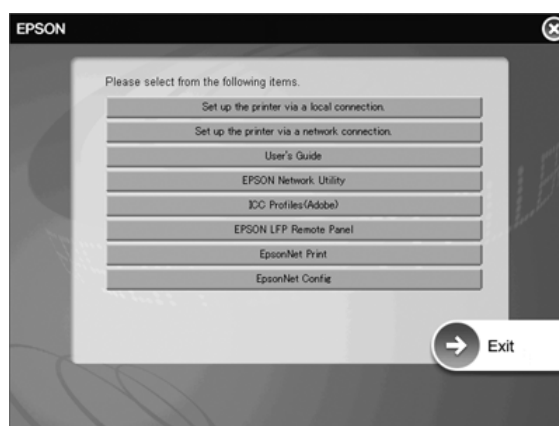 EPSON
Please select from the following items.
Set up the printer via a local connection.
Set up the printer via a network connection.
User's Guide
EPSON Network Utility
ICC Profiles(Adobe)
EPSON LFP Remote Panel
EpsonNet Print
EpsonNet Config
Exit